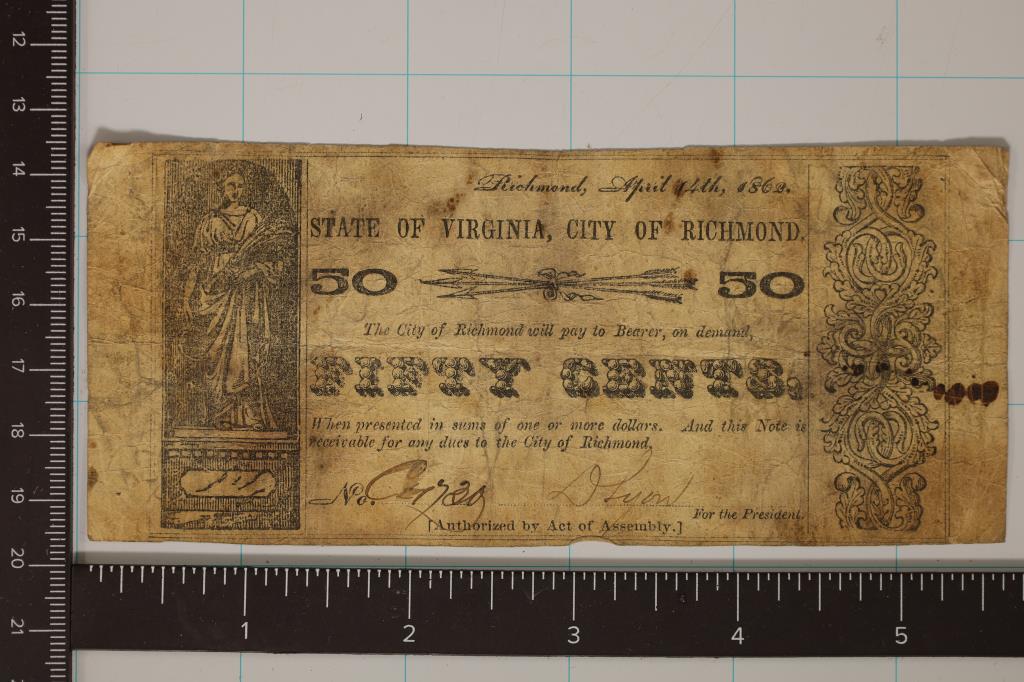 Richmond, April 14th, 1862.
STATE OF VIRGINIA, CITY OF RICHMOND.
50 50
The City of Richmond will pay to Bearer, on demand,
FIFTY CENTS.
When presented in sums of one or more dollars. And this Note is
receivable for any dues to the City of Richmond,
No.
For the President.
[Authorized by Act of Assembly.]
12
13
14
15
16
17
18
19
20
21
1 2 3 4 5